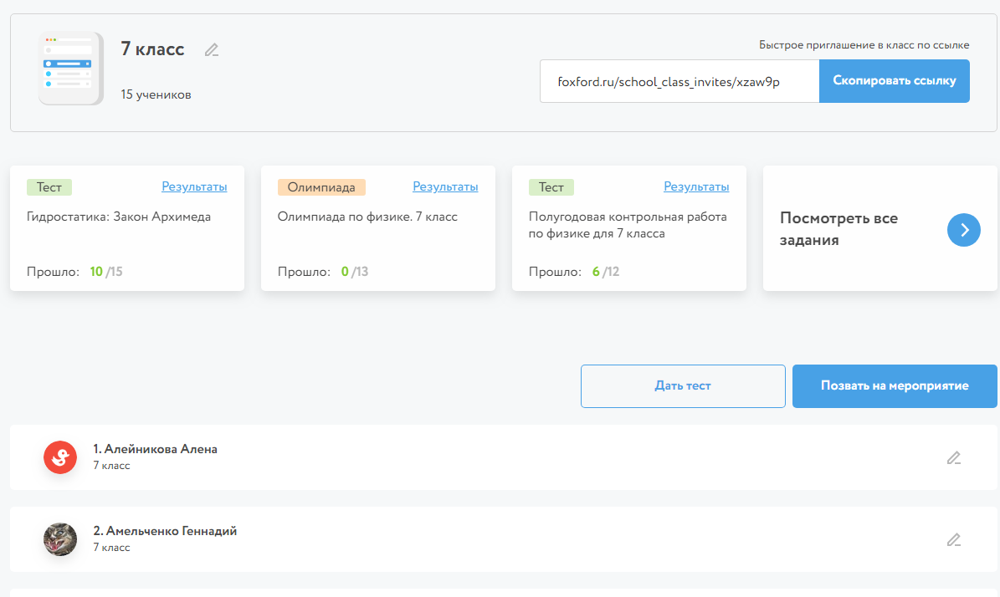 7 класс
15 учеников
Быстрое приглашение в класс по ссылке
foxford.ru/school_class_invites/xzaw9p
Скопировать ссылку
Тест
Результаты
Гидростатика: Закон Архимеда
Прошло: 10 /15
Олимпиада
Результаты
Олимпиада по физике. 7 класс
Прошло: 0 /13
Тест
Результаты
Полугодовая контрольная работа
по физике для 7 класса
Прошло: 6 /12
Посмотреть все
задания
Дать тест
Позвать на мероприятие
1. Алейникова Алена
7 класс
2. Амельченко Геннадий
7 класс